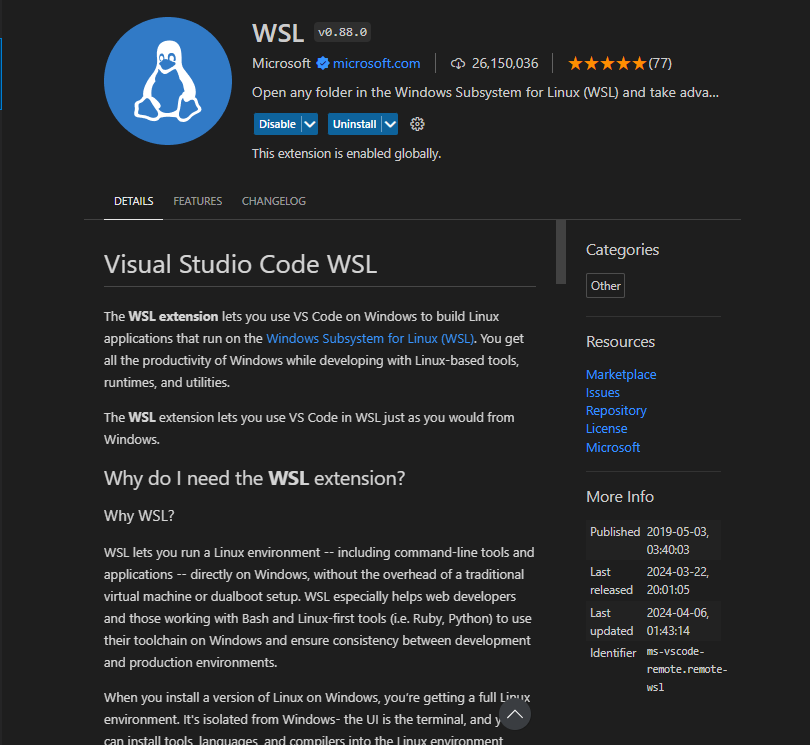 WSL v0.88.0
Microsoft microsoft.com 26,150,036 (77)
Open any folder in the Windows Subsystem for Linux (WSL) and take adva...
Disable Uninstall
This extension is enabled globally.
DETAILS FEATURES CHANGELOG
Visual Studio Code WSL
The WSL extension lets you use VS Code on Windows to build Linux
applications that run on the Windows Subsystem for Linux (WSL). You get
all the productivity of Windows while developing with Linux-based tools,
runtimes, and utilities.
The WSL extension lets you use VS Code in WSL just as you would from
Windows.
Why do I need the WSL extension?
Why WSL?
WSL lets you run a Linux environment -- including command-line tools and
applications -- directly on Windows, without the overhead of a traditional
virtual machine or dualboot setup. WSL especially helps web developers
and those working with Bash and Linux-first tools (i.e. Ruby, Python) to use
their toolchain on Windows and ensure consistency between development
and production environments.
When you install a version of Linux on Windows, you're getting a full Linux
environment. It's isolated from Windows- the UI is the terminal, and
can install tools, languages, and compilers into the Linux environment
Categories
Other
Resources
Marketplace
Issues
Repository
License
Microsoft
More Info
Published 2019-05-03,
03:40:03
Last 2024-03-22,
released 20:01:05
Last 2024-04-06,
updated 01:43:14
Identifier ms-vscode-
remote.remote-
wsl